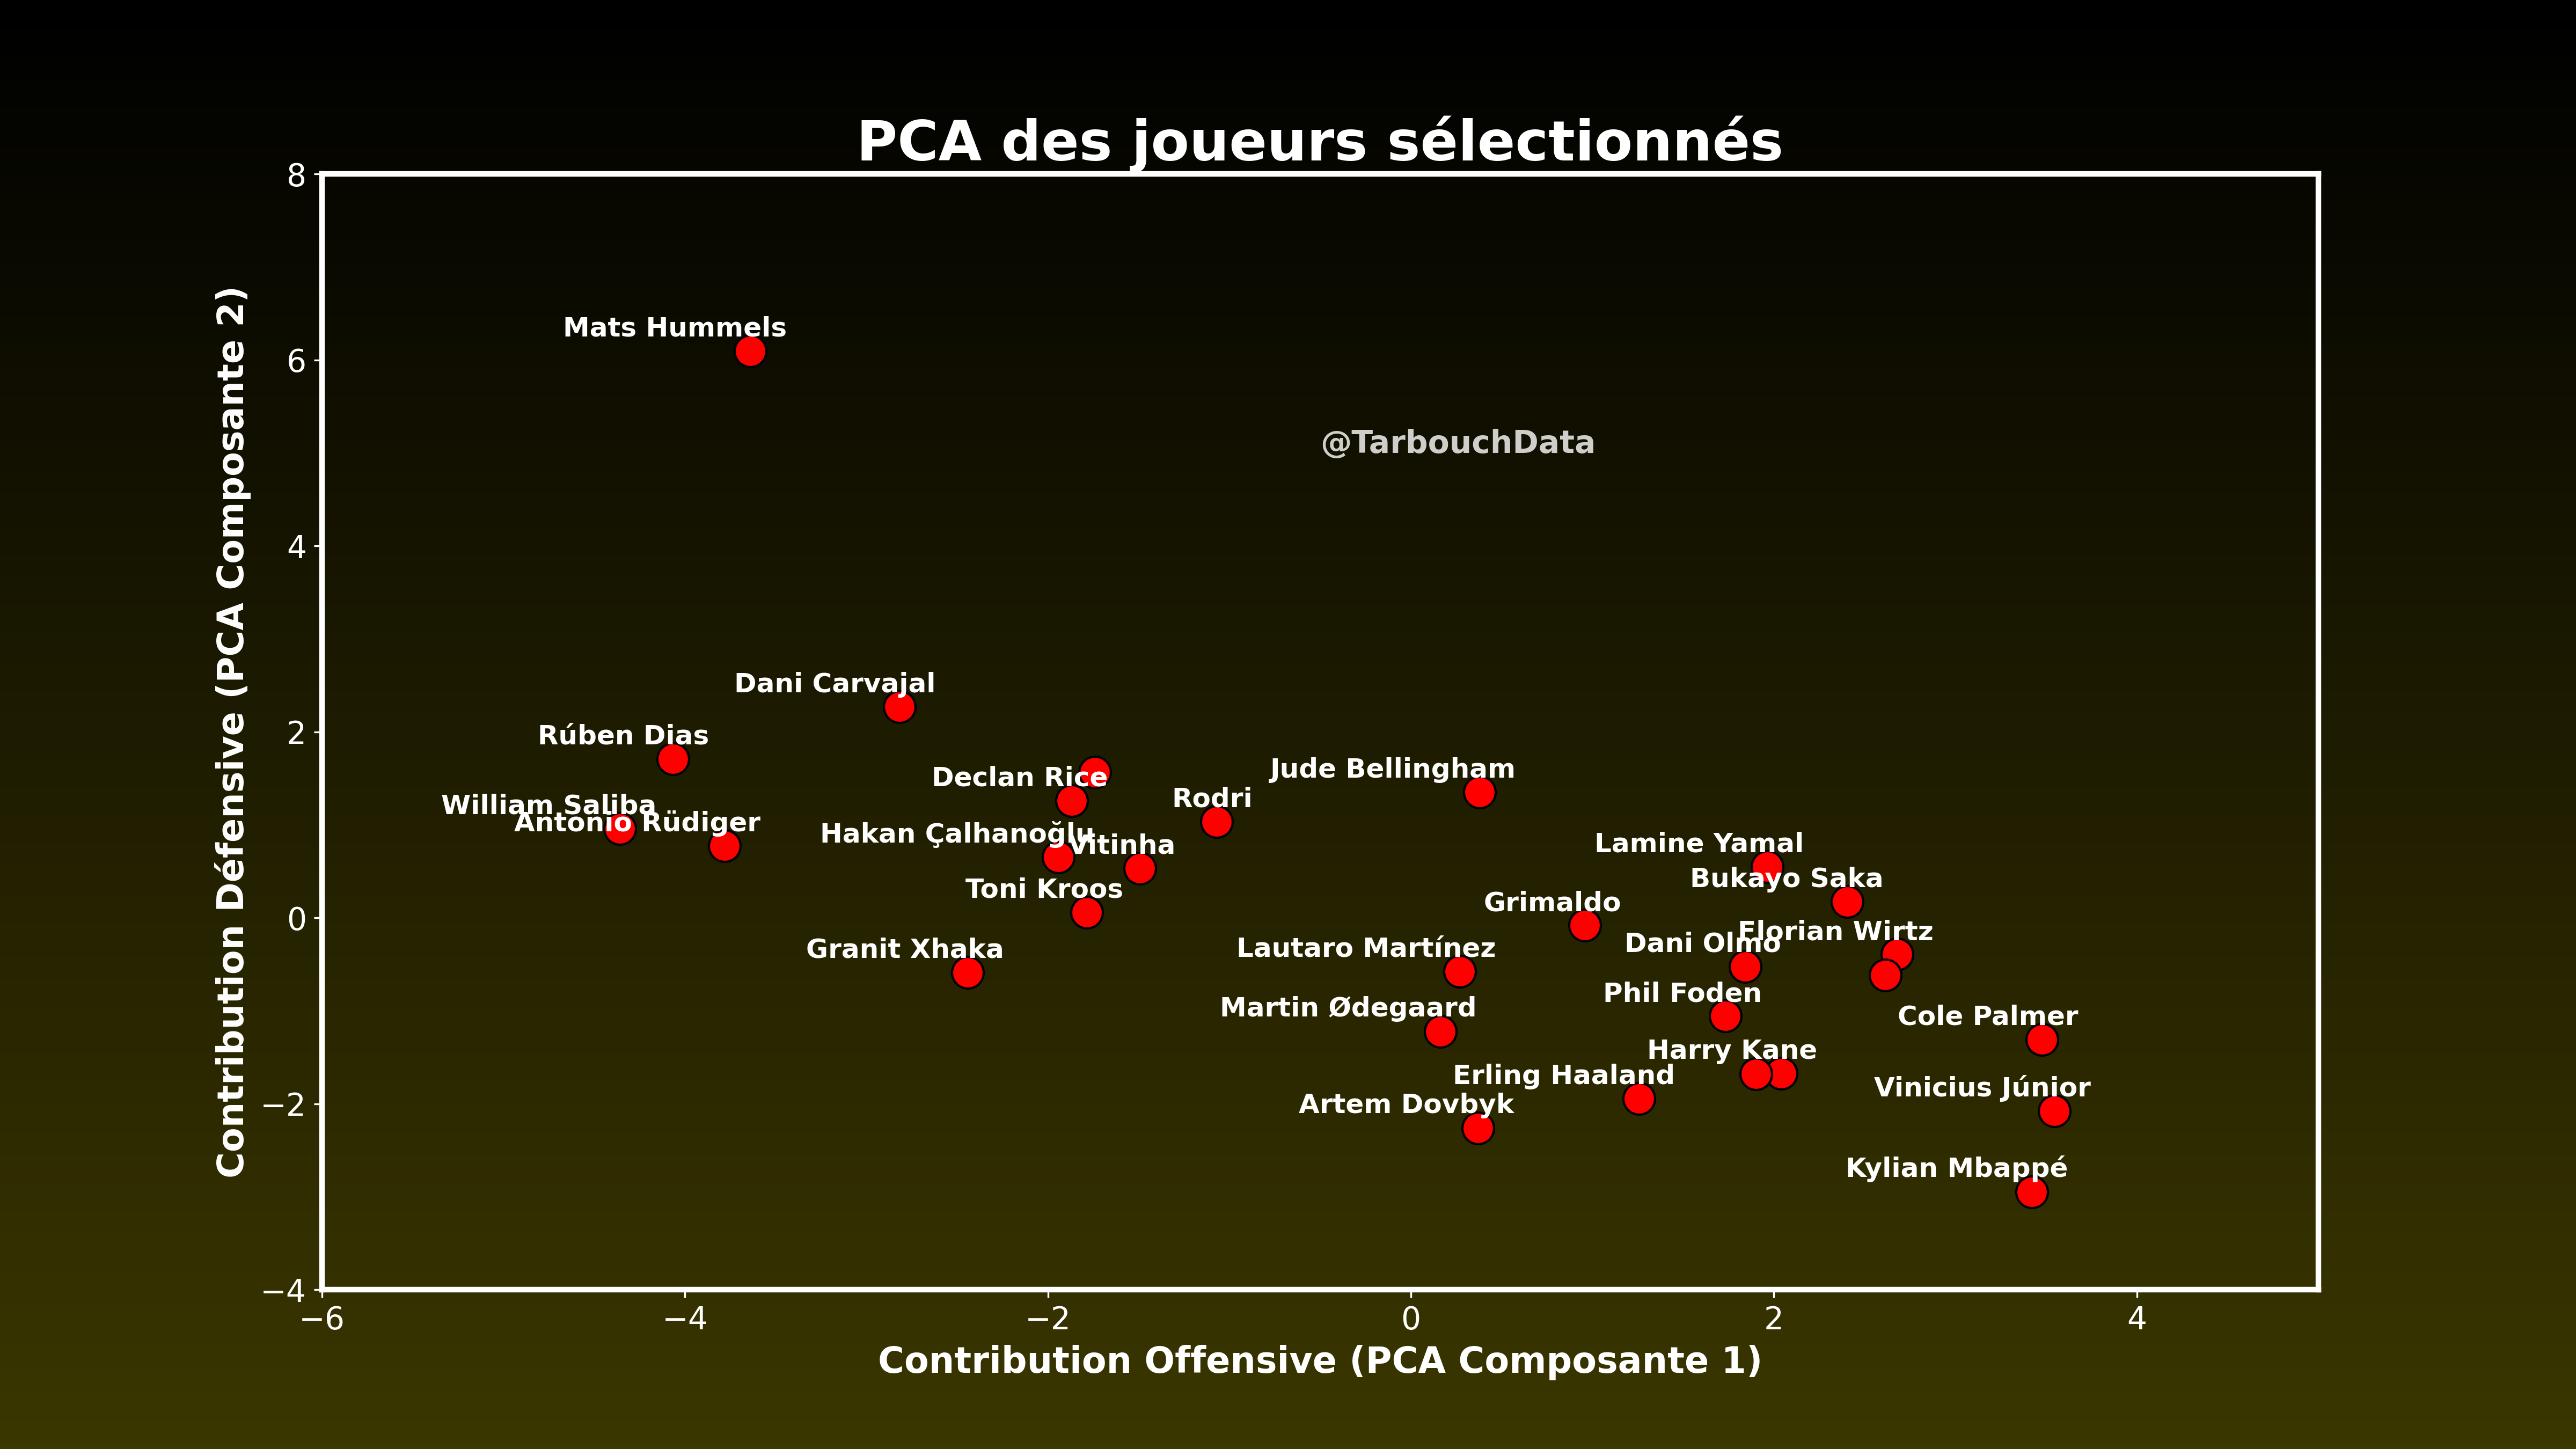 PCA des joueurs sélectionnés
8
6
4
2
0
−2
−4
Contribution Défensive (PCA Composante 2)
Mats Hummels
@TarbouchData
Dani Carvajal
Rúben Dias
Declan Rice
Jude Bellingham
William Saliba
Antonio Rüdiger
Rodri
Hakan Çalhanoğlu
Vitinha
Lamine Yamal
Bukayo Saka
Toni Kroos
Grimaldo
Granit Xhaka
Lautaro Martínez
Dani Olmo
Florian Wirtz
Phil Foden
Martin Ødegaard
Cole Palmer
Harry Kane
Erling Haaland
Vinicius Júnior
Artem Dovbyk
Kylian Mbappé
−6
−4
−2
0
2
4
Contribution Offensive (PCA Composante 1)